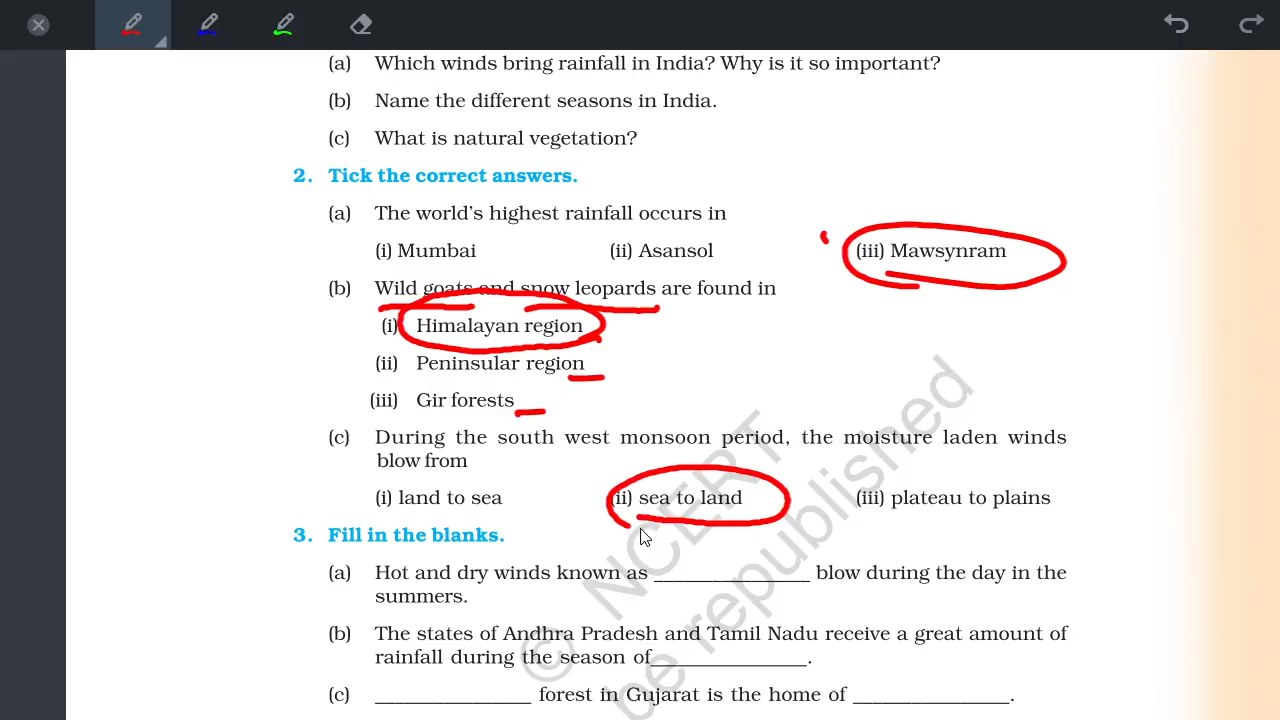 (a) Which winds bring rainfall in India? Why is it so important?
(b) Name the different seasons in India.
(c) What is natural vegetation?
2. Tick the correct answers.
(a) The world's highest rainfall occurs in
(i) Mumbai (ii) Asansol (iii) Mawsynram
(b) Wild goats and snow leopards are found in
(i) Himalayan region
(ii) Peninsular region
(iii) Gir forests
(c) During the south west monsoon period, the moisture laden winds
blow from
(i) land to sea (ii) sea to land (iii) plateau to plains
3. Fill in the blanks.
(a) Hot and dry winds known as ________________ blow during the day in the
summers.
(b) The states of Andhra Pradesh and Tamil Nadu receive a great amount of
rainfall during the season of________________.
(c) ________________ forest in Gujarat is the home of ________________.
© NCERT
be republished